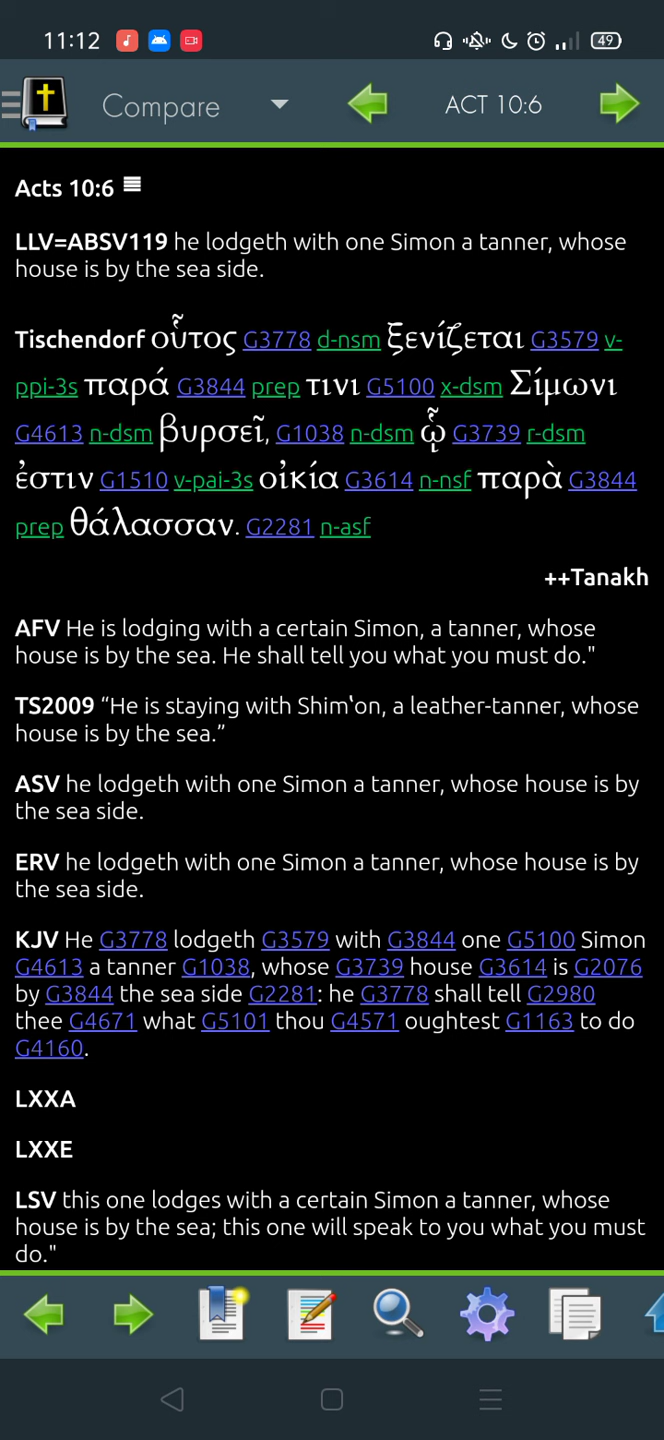 11:12
49
Compare
ACT 10:6
Acts 10:6
LLV=ABSV119 he lodgeth with one Simon a tanner, whose
house is by the sea side.
Tischendorf οὗτος G3778 d-nsm ξενίζεται G3579 v-
ppi-3s παρά G3844 prep τινι G5100 x-dsm Σίμωνι
G4613 n-dsm βυρσεῖ, G1038 n-dsm ᾧ G3739 r-dsm
ἐστιν G1510 v-pai-3s οἰκία G3614 n-nsf παρὰ G3844
prep θάλασσαν. G2281 n-asf
++Tanakh
AFV He is lodging with a certain Simon, a tanner, whose
house is by the sea. He shall tell you what you must do."
TS2009 “He is staying with Shimʽon, a leather-tanner, whose
house is by the sea.”
ASV he lodgeth with one Simon a tanner, whose house is by
the sea side.
ERV he lodgeth with one Simon a tanner, whose house is by
the sea side.
KJV He G3778 lodgeth G3579 with G3844 one G5100 Simon
G4613 a tanner G1038, whose G3739 house G3614 is G2076
by G3844 the sea side G2281: he G3778 shall tell G2980
thee G4671 what G5101 thou G4571 oughtest G1163 to do
G4160.
LXXA
LXXE
LSV this one lodges with a certain Simon a tanner, whose
house is by the sea; this one will speak to you what you must
do."